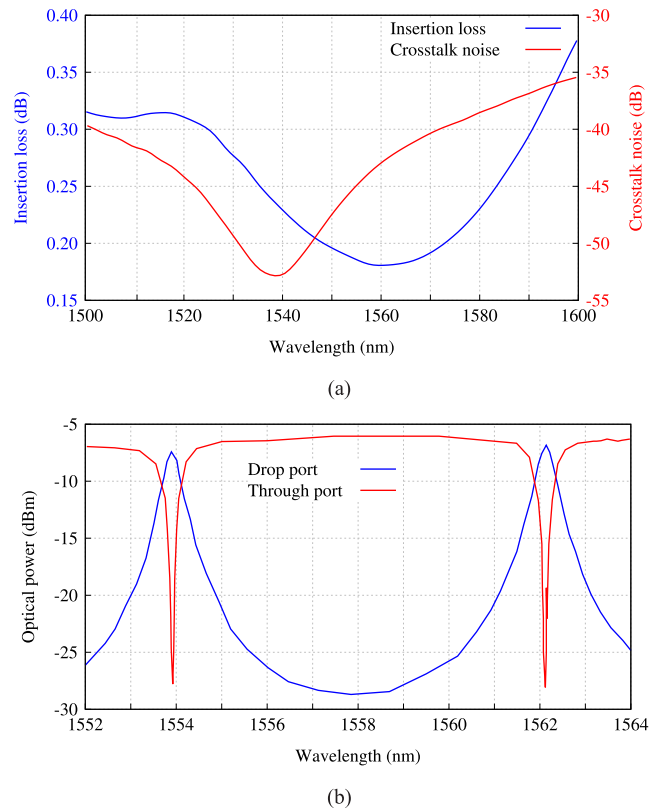 Insertion loss
Crosstalk noise
0.40
0.35
0.30
0.25
0.20
0.15
Insertion loss (dB)
-30
-35
-40
-45
-50
-55
Crosstalk noise (dB)
1500 1520 1540 1560 1580 1600
Wavelength (nm)
(a)
Drop port
Through port
-5
-10
-15
-20
-25
-30
Optical power (dBm)
1552 1554 1556 1558 1560 1562 1564
Wavelength (nm)
(b)